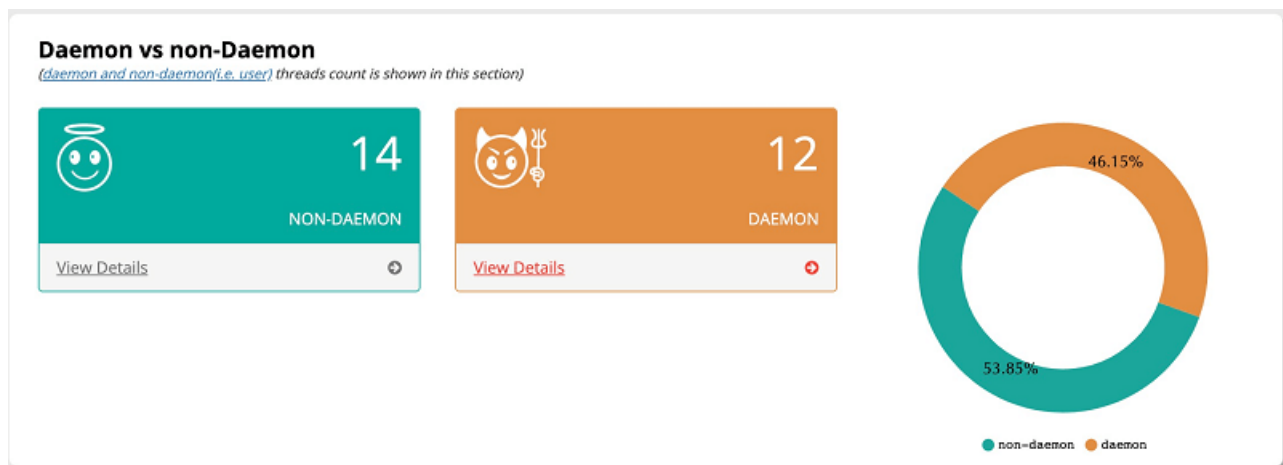 Daemon vs non-Daemon
(daemon and non-daemon(i.e. user) threads count is shown in this section)
14
NON-DAEMON
View Details
12
DAEMON
View Details
46.15%
53.85%
non-daemon daemon